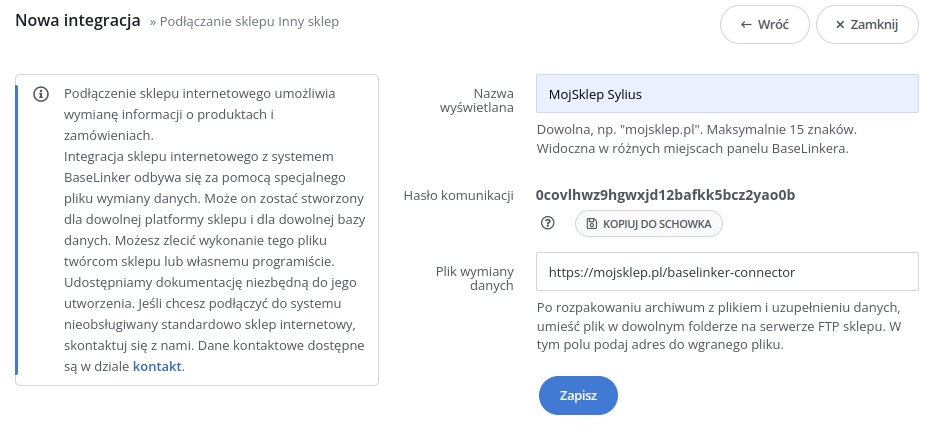 Nowa integracja » Podłączanie sklepu Inny sklep
← Wróć
× Zamknij
Podłączenie sklepu internetowego umożliwia
wymianę informacji o produktach i
zamówieniach.
Integracja sklepu internetowego z systemem
BaseLinker odbywa się za pomocą specjalnego
pliku wymiany danych. Może on zostać stworzony
dla dowolnej platformy sklepu i dla dowolnej bazy
danych. Możesz zlecić wykonanie tego pliku
twórcom sklepu lub własnemu programiście.
Udostępniamy dokumentację niezbędną do jego
utworzenia. Jeśli chcesz podłączyć do systemu
nieobsługiwany standardowo sklep internetowy,
skontaktuj się z nami. Dane kontaktowe dostępne
są w dziale kontakt.
Nazwa
wyświetlana
MojSklep Sylius
Dowolna, np. "mojsklep.pl". Maksymalnie 15 znaków.
Widoczna w różnych miejscach panelu BaseLinkera.
Hasło komunikacji
0covlhwz9hgwxjd12bafkk5bcz2yao0b
KOPIUJ DO SCHOWKA
Plik wymiany
danych
https://mojsklep.pl/baselinker-connector
Po rozpakowaniu archiwum z plikiem i uzupełnieniu danych,
umieść plik w dowolnym folderze na serwerze FTP sklepu. W
tym polu podaj adres do wgranego pliku.
Zapisz